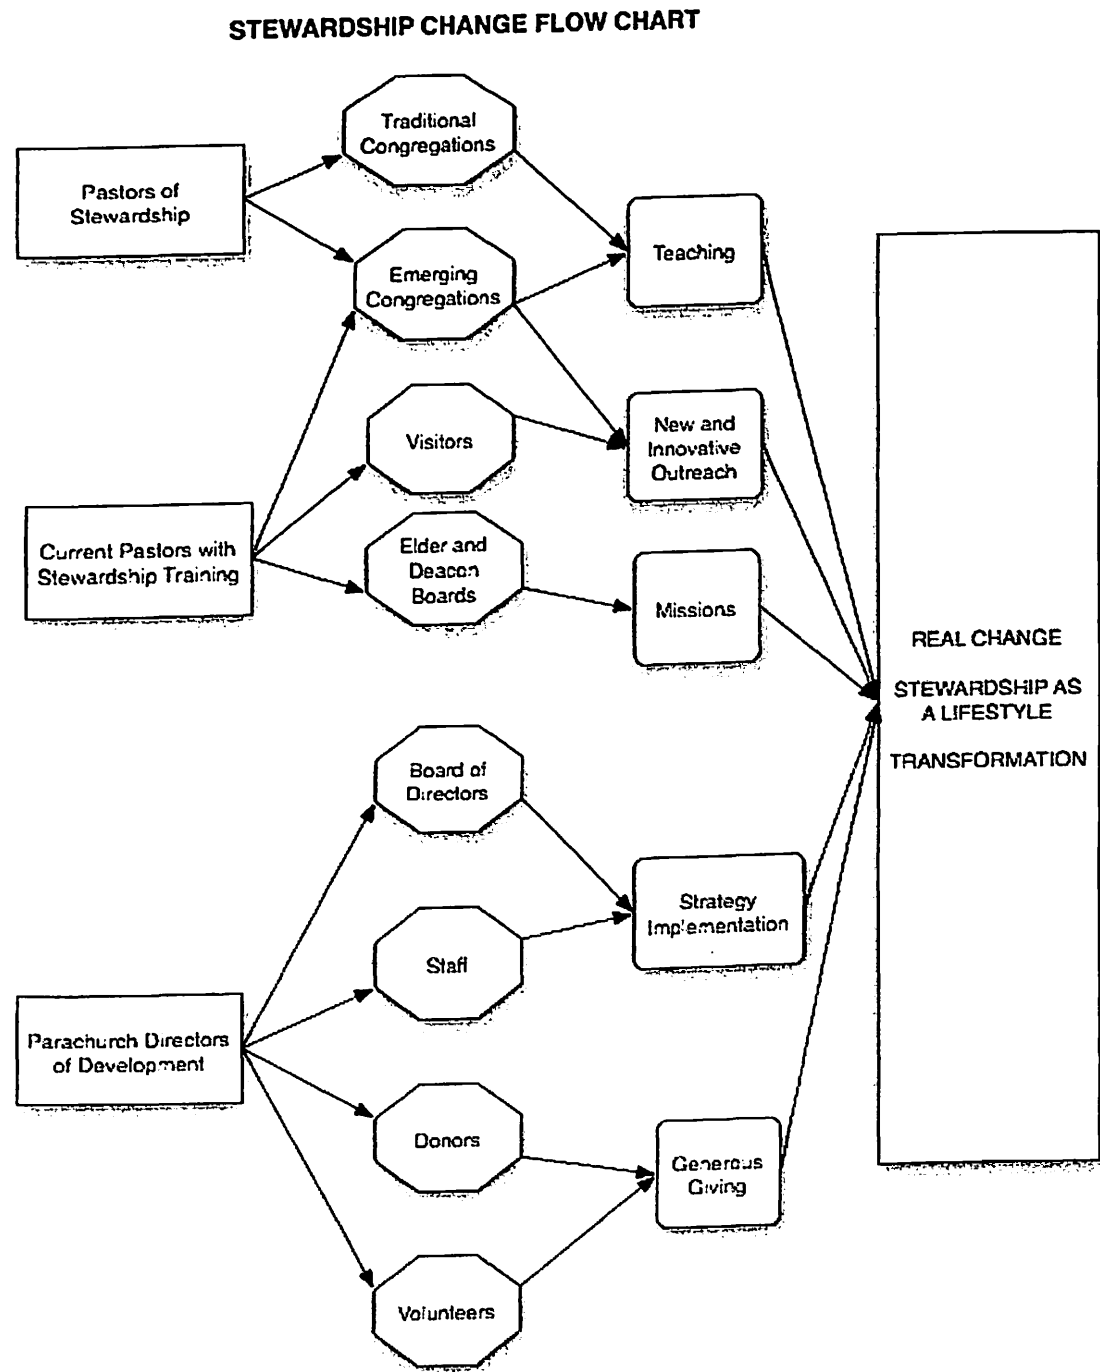 STEWARDSHIP CHANGE FLOW CHART
Traditional
Congregations
Pastors of
Stewardship
Emerging
Congregations
Teaching
Visitors
New and
Innovative
Outreach
Current Pastors with
Stewardship Training
Elder and
Deacon
Boards
Missions
REAL CHANGE
STEWARDSHIP AS
A LIFESTYLE
TRANSFORMATION
Board of
Directors
Strategy
Implementation
Staff
Parachurch Directors
of Development
Donors
Generous
Giving
Volunteers